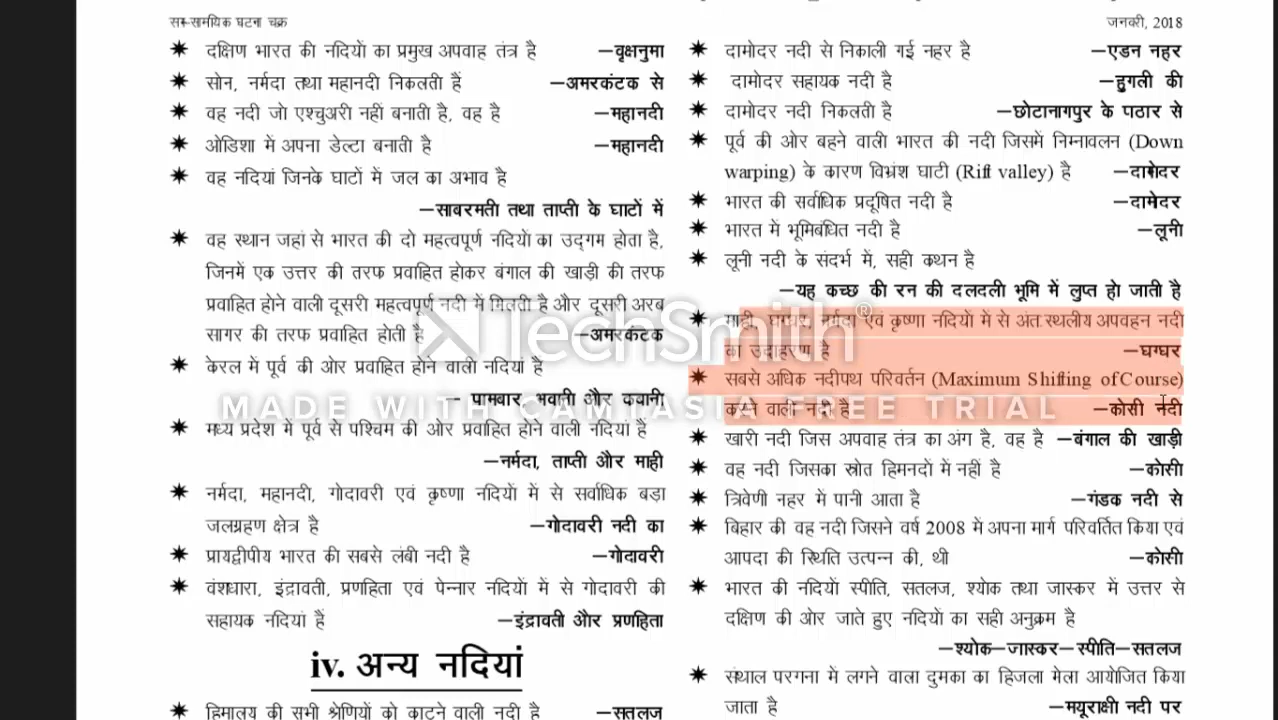 सम-सामयिक घटना चक्र
जनवरी, 2018
✷ दक्षिण भारत की नदियों का प्रमुख अपवाह तंत्र है –वृक्षनुमा
✷ सोन, नर्मदा तथा महानदी निकलती हैं –अमरकंटक से
✷ वह नदी जो एश्चुअरी नहीं बनाती है, वह है –महानदी
✷ ओडिशा में अपना डेल्टा बनाती है –महानदी
✷ वह नदियां जिनके घाटों में जल का अभाव है
–साबरमती तथा ताप्ती के घाटों में
✷ वह स्थान जहां से भारत की दो महत्वपूर्ण नदियों का उद्गम होता है,
जिनमें एक उत्तर की तरफ प्रवाहित होकर बंगाल की खाड़ी की तरफ
प्रवाहित होने वाली दूसरी महत्वपूर्ण नदी में मिलती है और दूसरी अरब
सागर की तरफ प्रवाहित होती है –अमरकंटक
✷ केरल में पूर्व की ओर प्रवाहित होने वाली नदियां है
– पामबार, भवानी और कबानी
✷ मध्य प्रदेश में पूर्व से पश्चिम की ओर प्रवाहित होने वाली नदियां है
–नर्मदा, ताप्ती और माही
✷ नर्मदा, महानदी, गोदावरी एवं कृष्णा नदियों में से सर्वाधिक बड़ा
जलग्रहण क्षेत्र है –गोदावरी नदी का
✷ प्रायद्वीपीय भारत की सबसे लंबी नदी है –गोदावरी
✷ वंशधारा, इंद्रावती, प्रणहिता एवं पेन्नार नदियों में से गोदावरी की
सहायक नदियां हैं –इंद्रावती और प्रणहिता
iv. अन्य नदियां
✷ हिमालय की सभी श्रेणियों को काटने वाली नदी है –सतलज
✷ दामोदर नदी से निकाली गई नहर है –एडन नहर
✷ दामोदर सहायक नदी है –हुगली की
✷ दामोदर नदी निकलती है –छोटानागपुर के पठार से
✷ पूर्व की ओर बहने वाली भारत की नदी जिसमें निम्नावलन (Down
warping) के कारण विभ्रंश घाटी (Rift valley) है –दामोदर
✷ भारत की सर्वाधिक प्रदूषित नदी है –दामोदर
✷ भारत में भूमिबंधित नदी है –लूनी
✷ लूनी नदी के संदर्भ में, सही कथन है
–यह कच्छ की रन की दलदली भूमि में लुप्त हो जाती है
✷ माही, घग्घर, नर्मदा एवं कृष्णा नदियों में से अंतःस्थलीय अपवहन नदी
का उदाहरण है –घग्घर
✷ सबसे अधिक नदीपथ परिवर्तन (Maximum Shifting of Course)
करने वाली नदी है –कोसी नदी
✷ खारी नदी जिस अपवाह तंत्र का अंग है, वह है –बंगाल की खाड़ी
✷ वह नदी जिसका स्रोत हिमनदों में नहीं है –कोसी
✷ त्रिवेणी नहर में पानी आता है –गंडक नदी से
✷ बिहार की वह नदी जिसने वर्ष 2008 में अपना मार्ग परिवर्तित किया एवं
आपदा की स्थिति उत्पन्न की, थी –कोसी
✷ भारत की नदियों स्पीति, सतलज, श्योक तथा जास्कर में उत्तर से
दक्षिण की ओर जाते हुए नदियों का सही अनुक्रम है
–श्योक–जास्कर–स्पीति–सतलज
✷ संथाल परगना में लगने वाला दुमका का हिजला मेला आयोजित किया
जाता है –मयूराक्षी नदी पर
TechSmith®
MADE WITH CAMTASIA FREE TRIAL